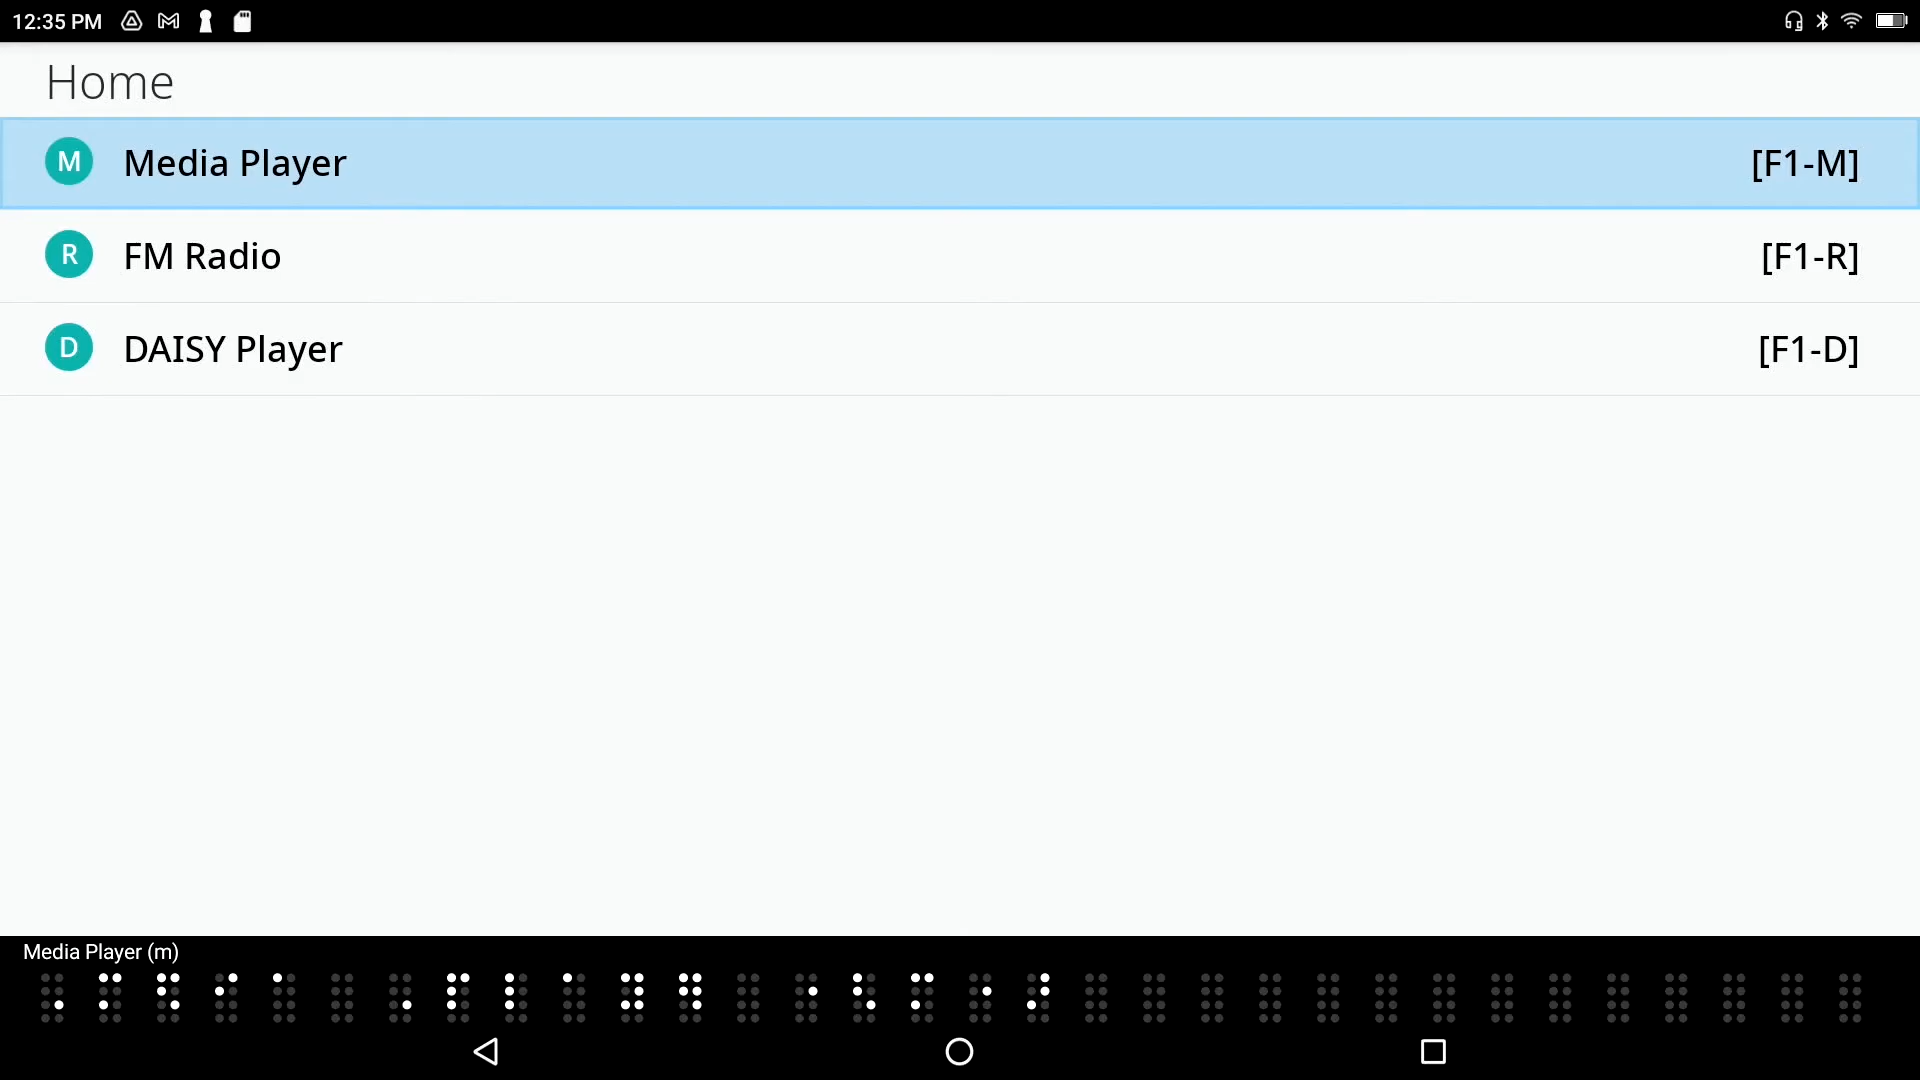 12:35 PM
Home
M Media Player [F1-M]
R FM Radio [F1-R]
D DAISY Player [F1-D]
Media Player (m)
⠠⠍⠫⠊⠁ ⠠⠏⠇⠁⠽⠻ ⠐⠣⠍⠐⠜